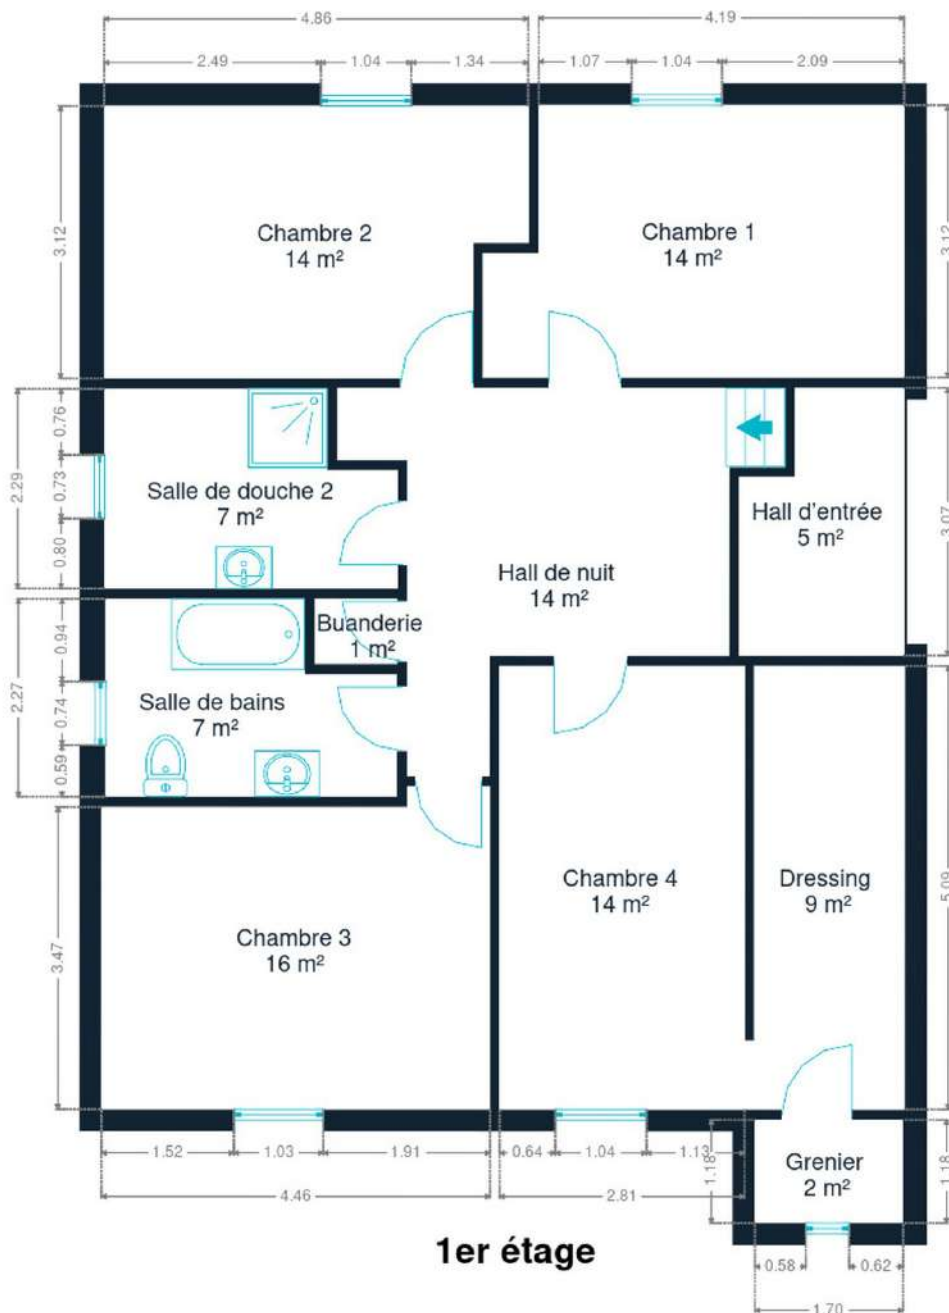 4.86
4.19
2.49
1.04
1.34
1.07
1.04
2.09
3.12
Chambre 2
14 m²
Chambre 1
14 m²
3.12
2.29
0.76
0.73
0.80
Salle de douche 2
7 m²
Hall de nuit
14 m²
Hall d'entrée
5 m²
3.07
2.27
0.94
0.74
0.59
Buanderie
1 m²
Salle de bains
7 m²
3.47
Chambre 3
16 m²
Chambre 4
14 m²
Dressing
9 m²
5.09
1.52
1.03
1.91
0.64
1.04
1.13
4.46
2.81
1.18
Grenier
2 m²
1.18
1er étage
0.58
0.62
1.70